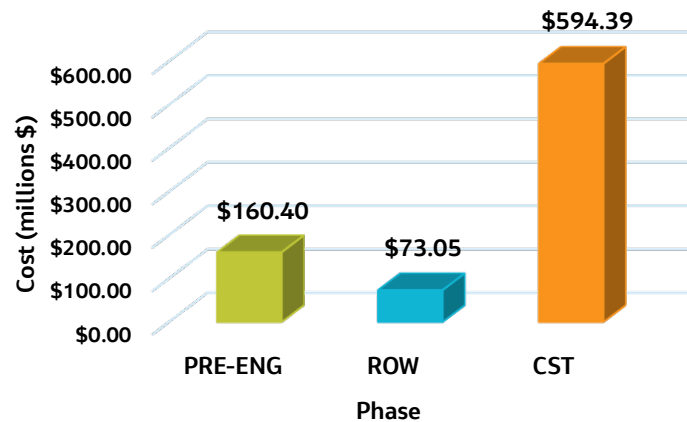 $594.39
$600.00
$500.00
$400.00
$300.00
$200.00
$100.00
$0.00
Cost (millions $)
$160.40
$73.05
PRE-ENG
ROW
CST
Phase